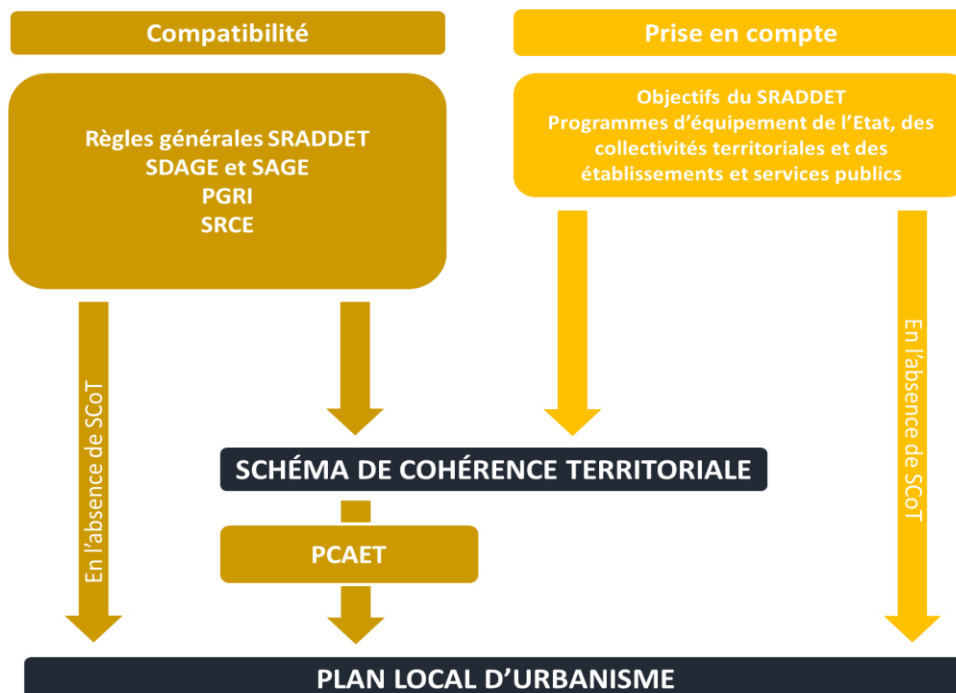 Compatibilité
Prise en compte
Règles générales SRADDET
SDAGE et SAGE
PGRI
SRCE
Objectifs du SRADDET
Programmes d'équipement de l'Etat, des
collectivités territoriales et des
établissements et services publics
En l'absence de SCoT
En l'absence de SCoT
SCHÉMA DE COHÉRENCE TERRITORIALE
PCAET
PLAN LOCAL D'URBANISME